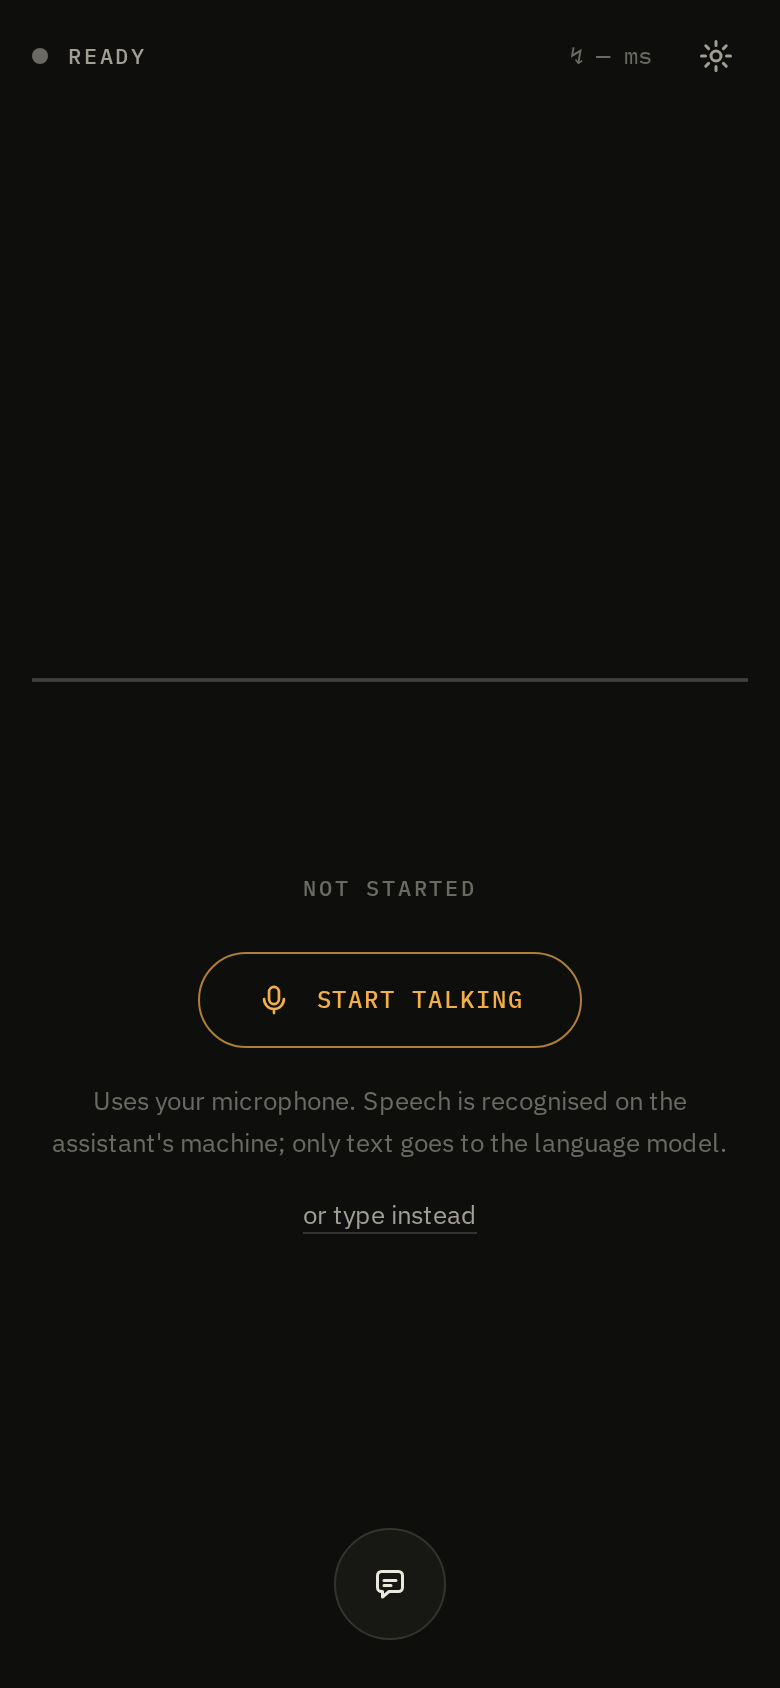 READY
↯ — ms
NOT STARTED
START TALKING
Uses your microphone. Speech is recognised on the
assistant's machine; only text goes to the language model.
or type instead